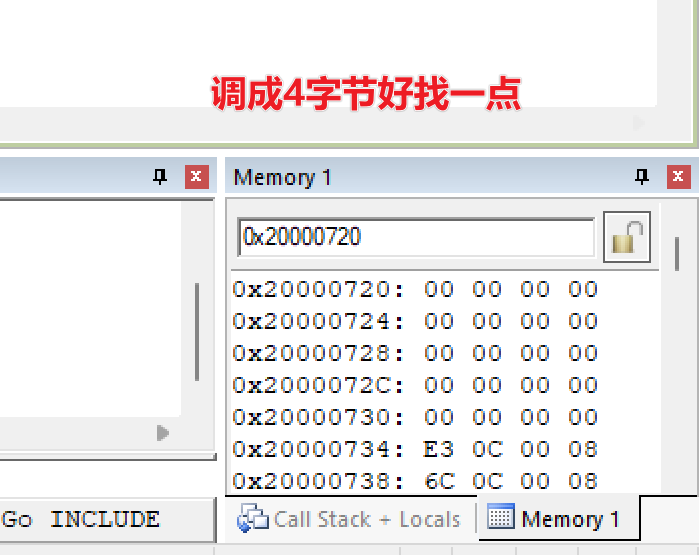 调成4字节好找一点
Memory 1
0x20000720
0x20000720: 00 00 00 00
0x20000724: 00 00 00 00
0x20000728: 00 00 00 00
0x2000072C: 00 00 00 00
0x20000730: 00 00 00 00
0x20000734: E3 0C 00 08
0x20000738: 6C 0C 00 08
Go INCLUDE
Call Stack + Locals
Memory 1